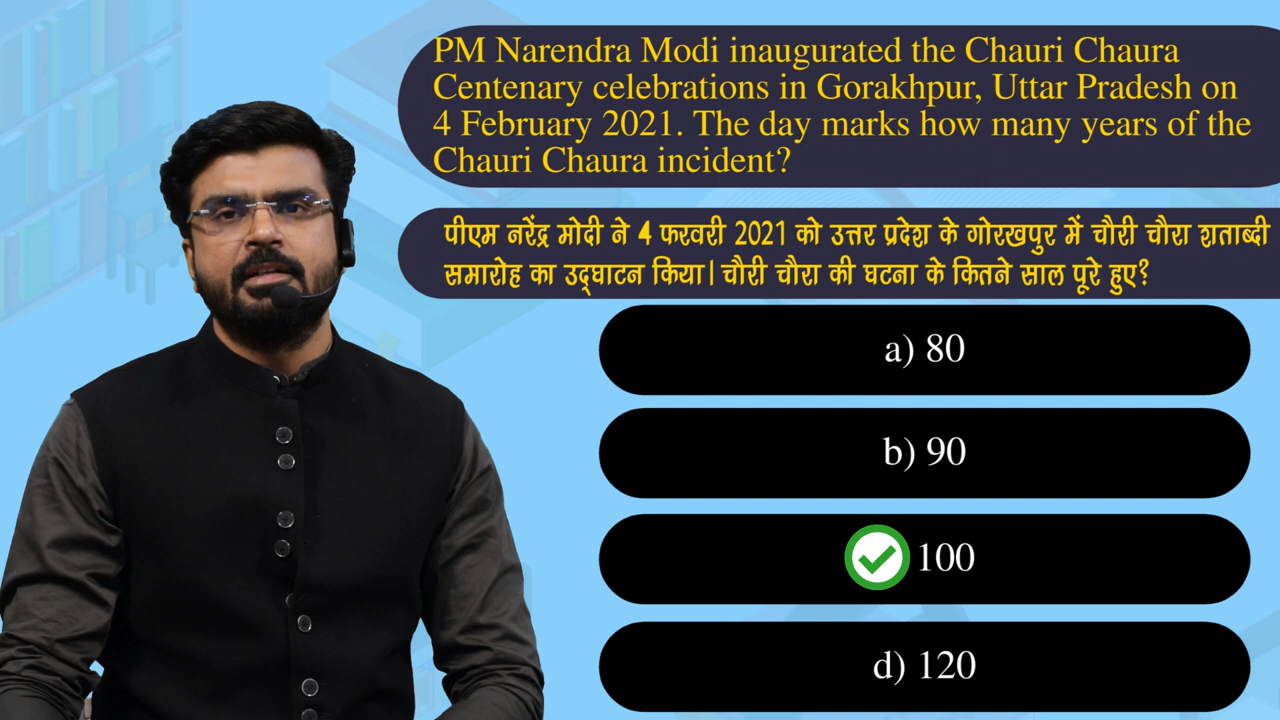 PM Narendra Modi inaugurated the Chauri Chaura
Centenary celebrations in Gorakhpur, Uttar Pradesh on
4 February 2021. The day marks how many years of the
Chauri Chaura incident?
पीएम नरेंद्र मोदी ने 4 फरवरी 2021 को उत्तर प्रदेश के गोरखपुर में चौरी चौरा शताब्दी
समारोह का उद्घाटन किया। चौरी चौरा की घटना के कितने साल पूरे हुए?
a) 80
b) 90
100
d) 120